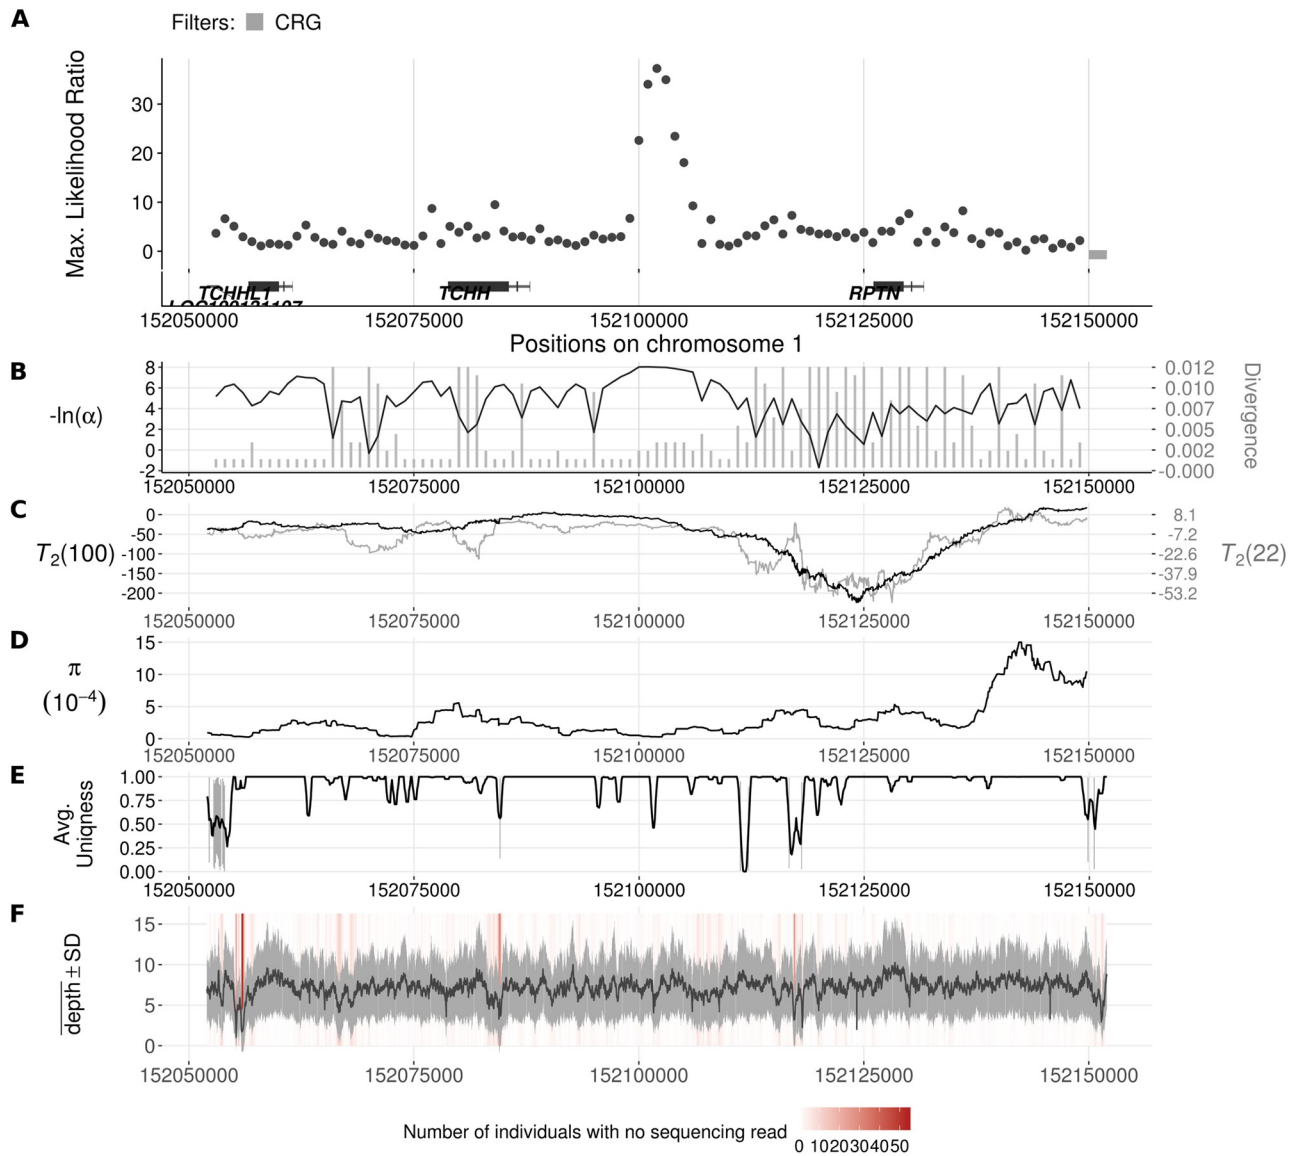 A
Filters: CRG
Max. Likelihood Ratio
30
20
10
0
TCHHL1 TCHH RPTN
152050000 152075000 152100000 152125000 152150000
Positions on chromosome 1
B
-ln(α)
8
6
4
2
0
-2
0.012
0.010
0.007
0.005
0.002
-0.000
Divergence
152050000 152075000 152100000 152125000 152150000
C
T2(100)
0
-50
-100
-150
-200
8.1
-7.2
-22.6
-37.9
-53.2
T2(22)
152050000 152075000 152100000 152125000 152150000
D
π
(10−4)
15
10
5
0
152050000 152075000 152100000 152125000 152150000
E
Avg.
Uniqness
1.00
0.75
0.50
0.25
0.00
152050000 152075000 152100000 152125000 152150000
F
depth ± SD
15
10
5
0
152050000 152075000 152100000 152125000 152150000
Number of individuals with no sequencing read
0 1020304050